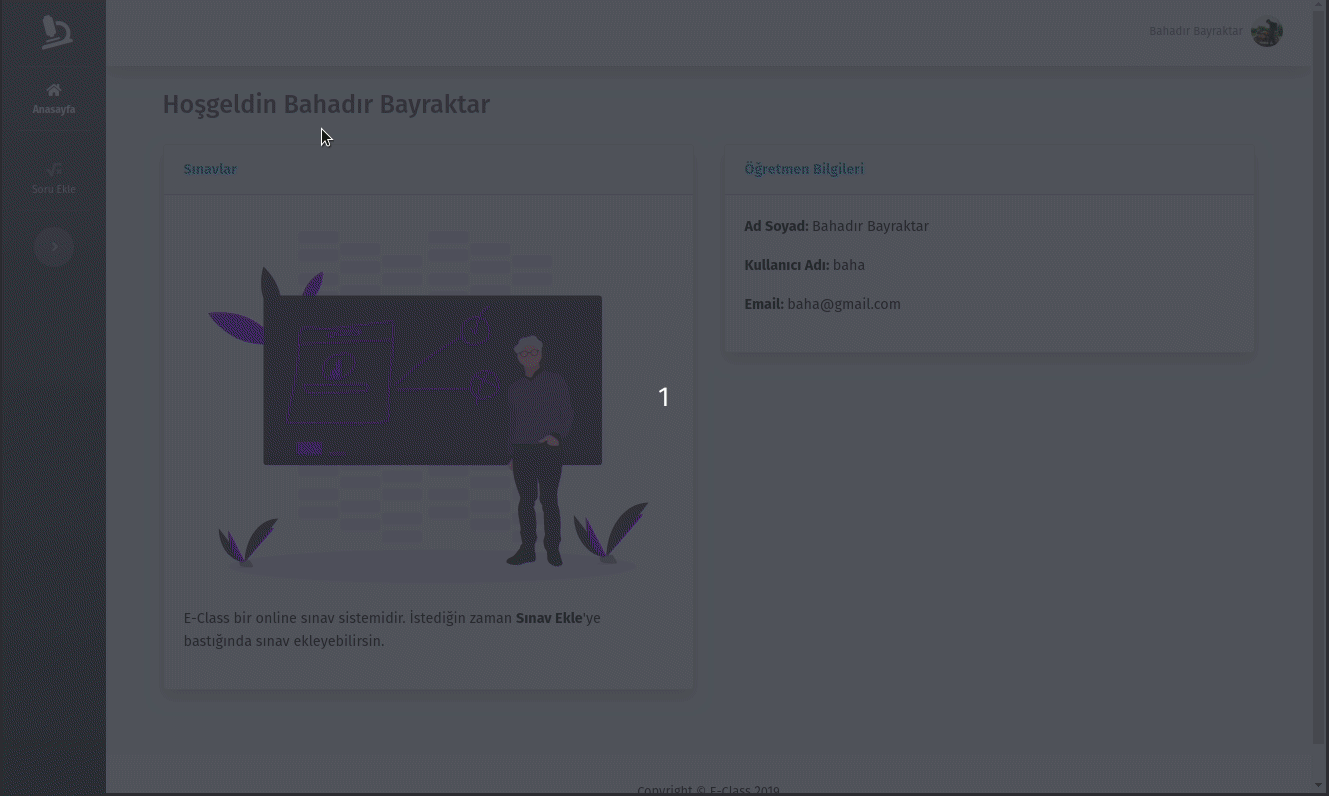 Bahadır Bayraktar
Anasayfa
Soru Ekle
Hoşgeldin Bahadır Bayraktar
Sınavlar
E-Class bir online sınav sistemidir. İstediğin zaman Sınav Ekle'ye
bastığında sınav ekleyebilirsin.
Öğretmen Bilgileri
Ad Soyad: Bahadır Bayraktar
Kullanıcı Adı: baha
Email: baha@gmail.com
1
Copyright © E-Class 2019